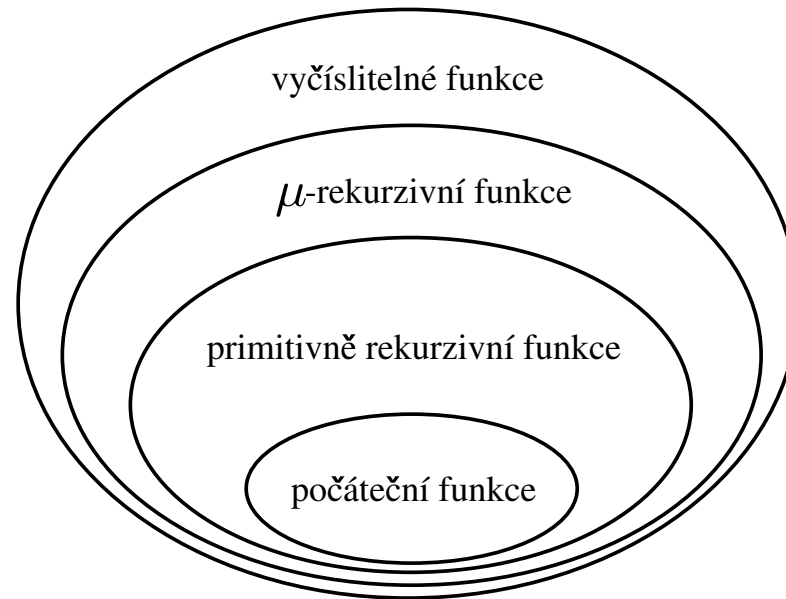 vyčíslitelné funkce
μ-rekurzivní funkce
primitivně rekurzivní funkce
počáteční funkce